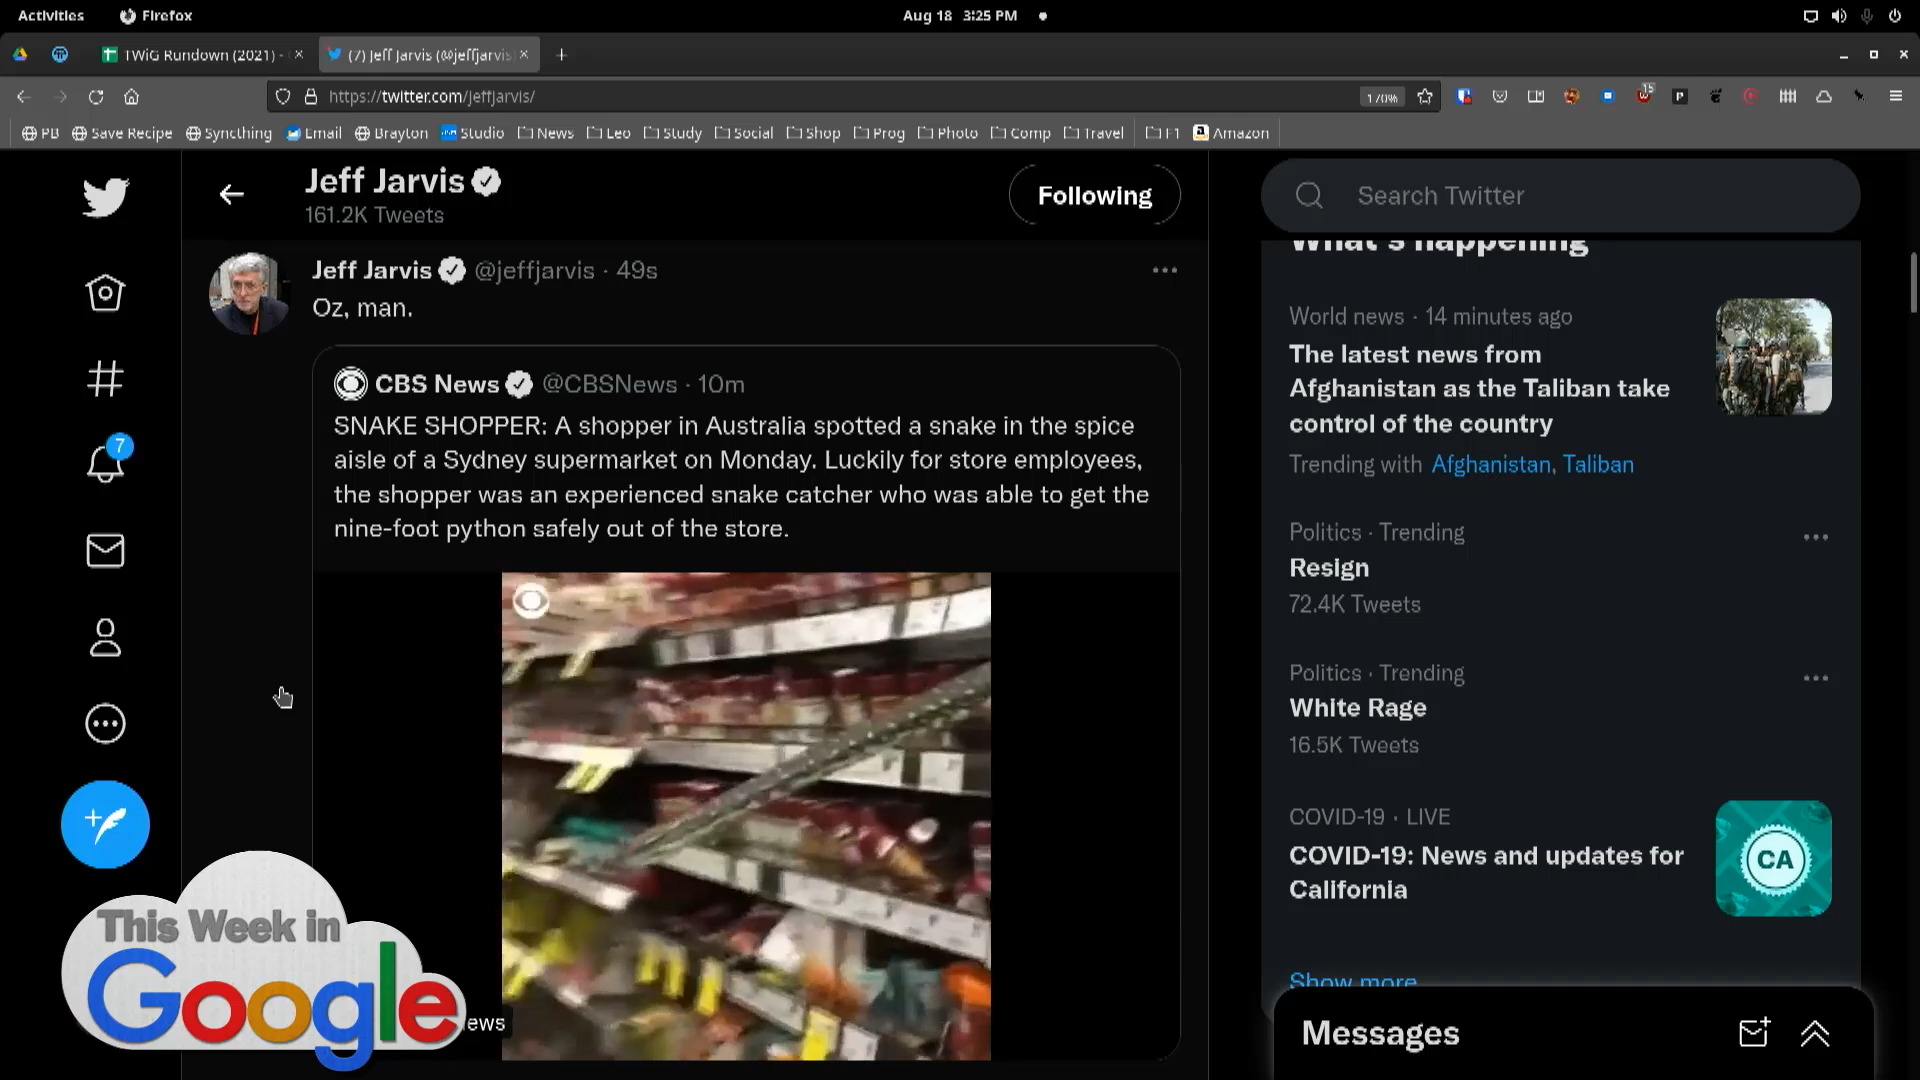 Activities
Firefox
Aug 18 3:25 PM
TWiG Rundown (2021) -
(7) Jeff Jarvis (@jeffjarvis)
https://twitter.com/jeffjarvis/
170%
15
PB
Save Recipe
Syncthing
Email
Brayton
Studio
News
Leo
Study
Social
Shop
Prog
Photo
Comp
Travel
F1
Amazon
Jeff Jarvis
161.2K Tweets
Following
Search Twitter
Jeff Jarvis @jeffjarvis · 49s
Oz, man.
CBS News @CBSNews · 10m
SNAKE SHOPPER: A shopper in Australia spotted a snake in the spice
aisle of a Sydney supermarket on Monday. Luckily for store employees,
the shopper was an experienced snake catcher who was able to get the
nine-foot python safely out of the store.
7
What's happening
World news · 14 minutes ago
The latest news from
Afghanistan as the Taliban take
control of the country
Trending with Afghanistan, Taliban
Politics · Trending
Resign
72.4K Tweets
Politics · Trending
White Rage
16.5K Tweets
COVID-19 · LIVE
COVID-19: News and updates for
California
CA
Show more
Messages
This Week in
Google
ews